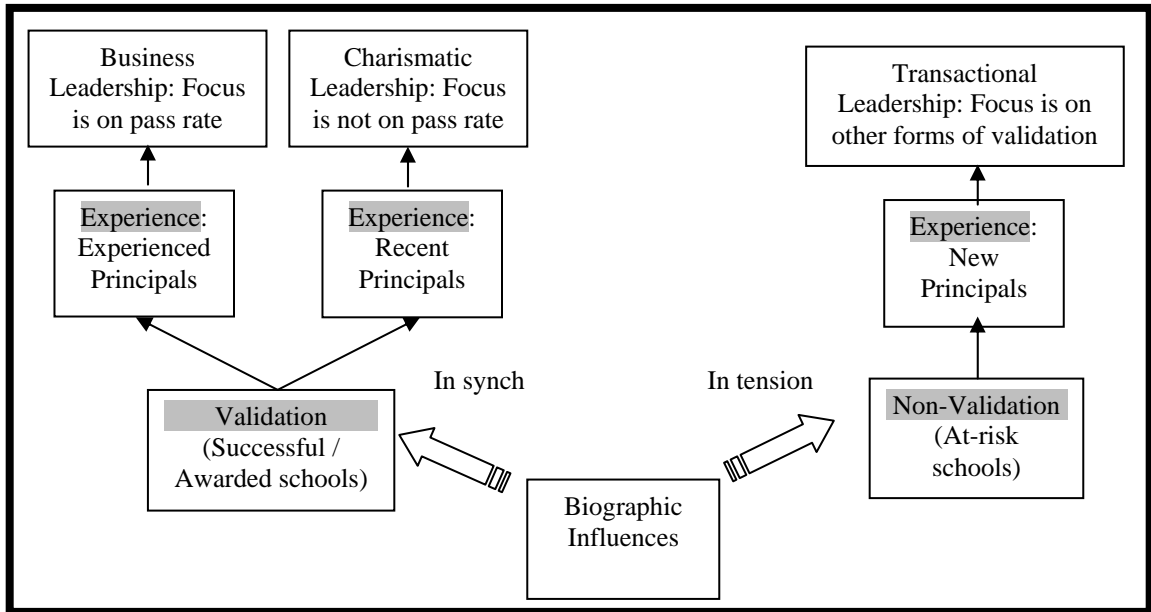 Business
Leadership: Focus
is on pass rate
Charismatic
Leadership: Focus
is not on pass rate
Transactional
Leadership: Focus is on
other forms of validation
Experience:
Experienced
Principals
Experience:
Recent
Principals
Experience:
New
Principals
In synch
In tension
Validation
(Successful /
Awarded schools)
Non-Validation
(At-risk
schools)
Biographic
Influences